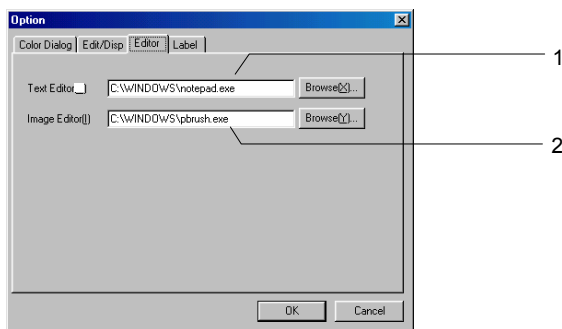 Option
Color Dialog Edit/Disp Editor Label
1
Text Editor(_) C:\WINDOWS\notepad.exe Browse(X)...
Image Editor(I) C:\WINDOWS\pbrush.exe Browse(Y)...
2
OK Cancel